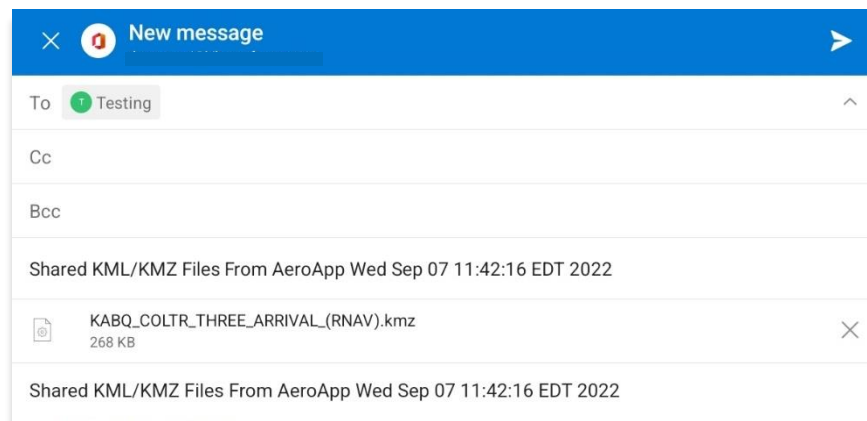 New message
To Testing
Cc
Bcc
Shared KML/KMZ Files From AeroApp Wed Sep 07 11:42:16 EDT 2022
KABQ_COLTR_THREE_ARRIVAL_(RNAV).kmz
268 KB
Shared KML/KMZ Files From AeroApp Wed Sep 07 11:42:16 EDT 2022